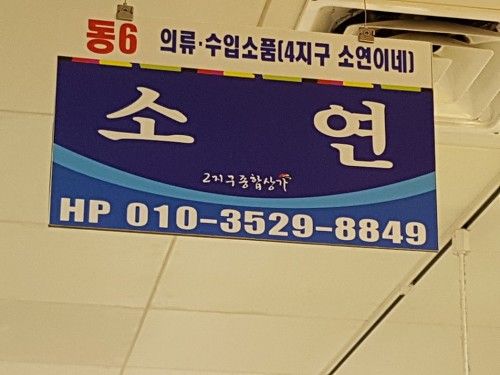 동6 의류·수입소품(4지구 소연이네)
소 연
2지구종합상가
HP 010-3529-8849